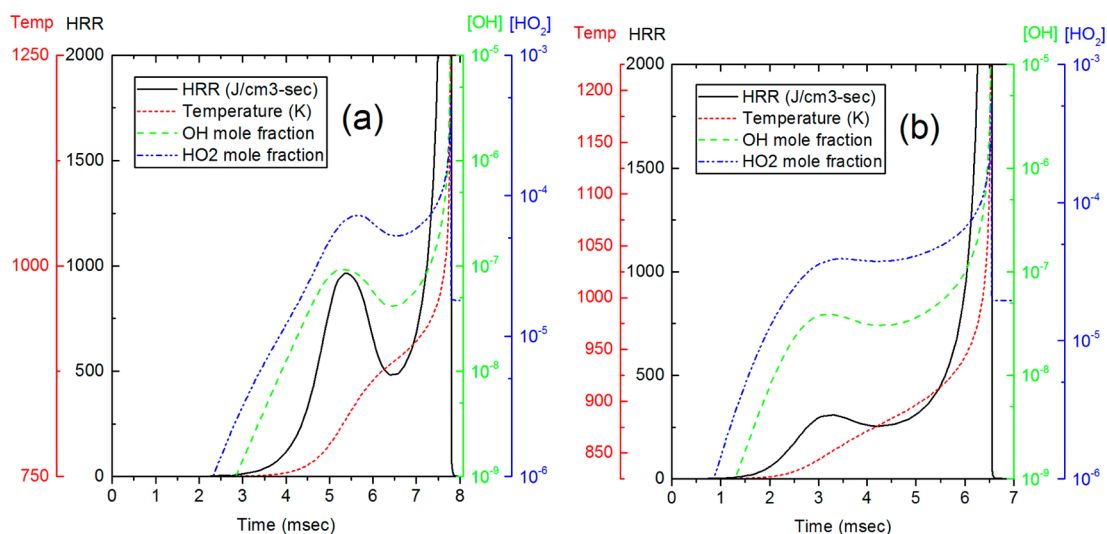 Temp HRR [OH] [HO2]
1250 2000 10^-5 10^-3
HRR (J/cm3-sec)
Temperature (K)
OH mole fraction
HO2 mole fraction
(a)
1500 10^-6
10^-4
1000 1000 10^-7
10^-5
500 10^-8
750 0 10^-9 10^-6
0 1 2 3 4 5 6 7 8
Time (msec)
Temp HRR [OH] [HO2]
2000 10^-5 10^-3
1200
HRR (J/cm3-sec)
Temperature (K)
OH mole fraction
HO2 mole fraction
(b)
1150
1500 10^-6
1100
10^-4
1050
1000 10^-7
1000
950
10^-5
500 10^-8
900
850
0 10^-9 10^-6
0 1 2 3 4 5 6 7
Time (msec)